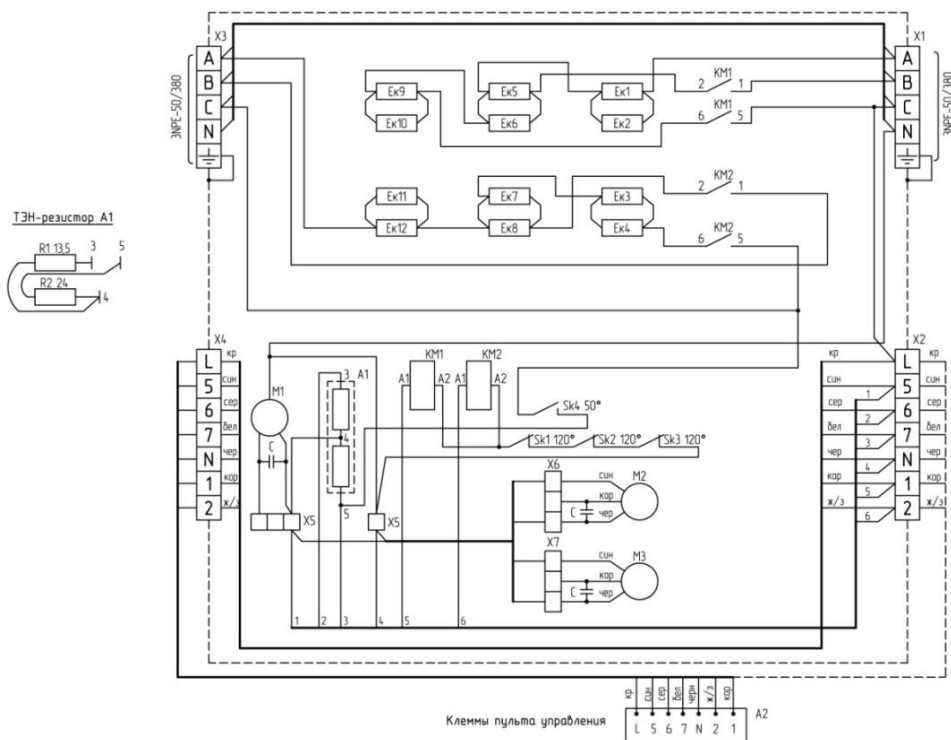 X3
X1
A
B
C
N
3NPE-50/380
A
B
C
N
3NPE-50/380
Ек9
Ек10
Ек5
Ек6
Ек1
Ек2
2 КМ1 1
6 КМ1 5
Ек11
Ек12
Ек7
Ек8
Ек3
Ек4
2 КМ2 1
6 КМ2 5
ТЭН-резистор А1
R1 13,5
3 5
R2 24
4
X4
L кр
5 син
6 сер
7 бел
N чер
1 кор
2 ж/з
M1
C
3 A1
4
5
КМ1
A1 A2
КМ2
A1 A2
Sk4 50°
Sk1 120° Sk2 120° Sk3 120°
X5
X5
X6
син
кор
чер
C
M2
X7
син
кор
чер
C
M3
1 2 3 4 5 6
X2
кр L кр
син 5 син
сер 6 сер
бел 7 бел
чер N чер
кор 1 кор
ж/з 2 ж/з
1
2
3
4
5
6
кр син сер бел черн ж/з кор
Клеммы пульта управления
L 5 6 7 N 2 1
A2